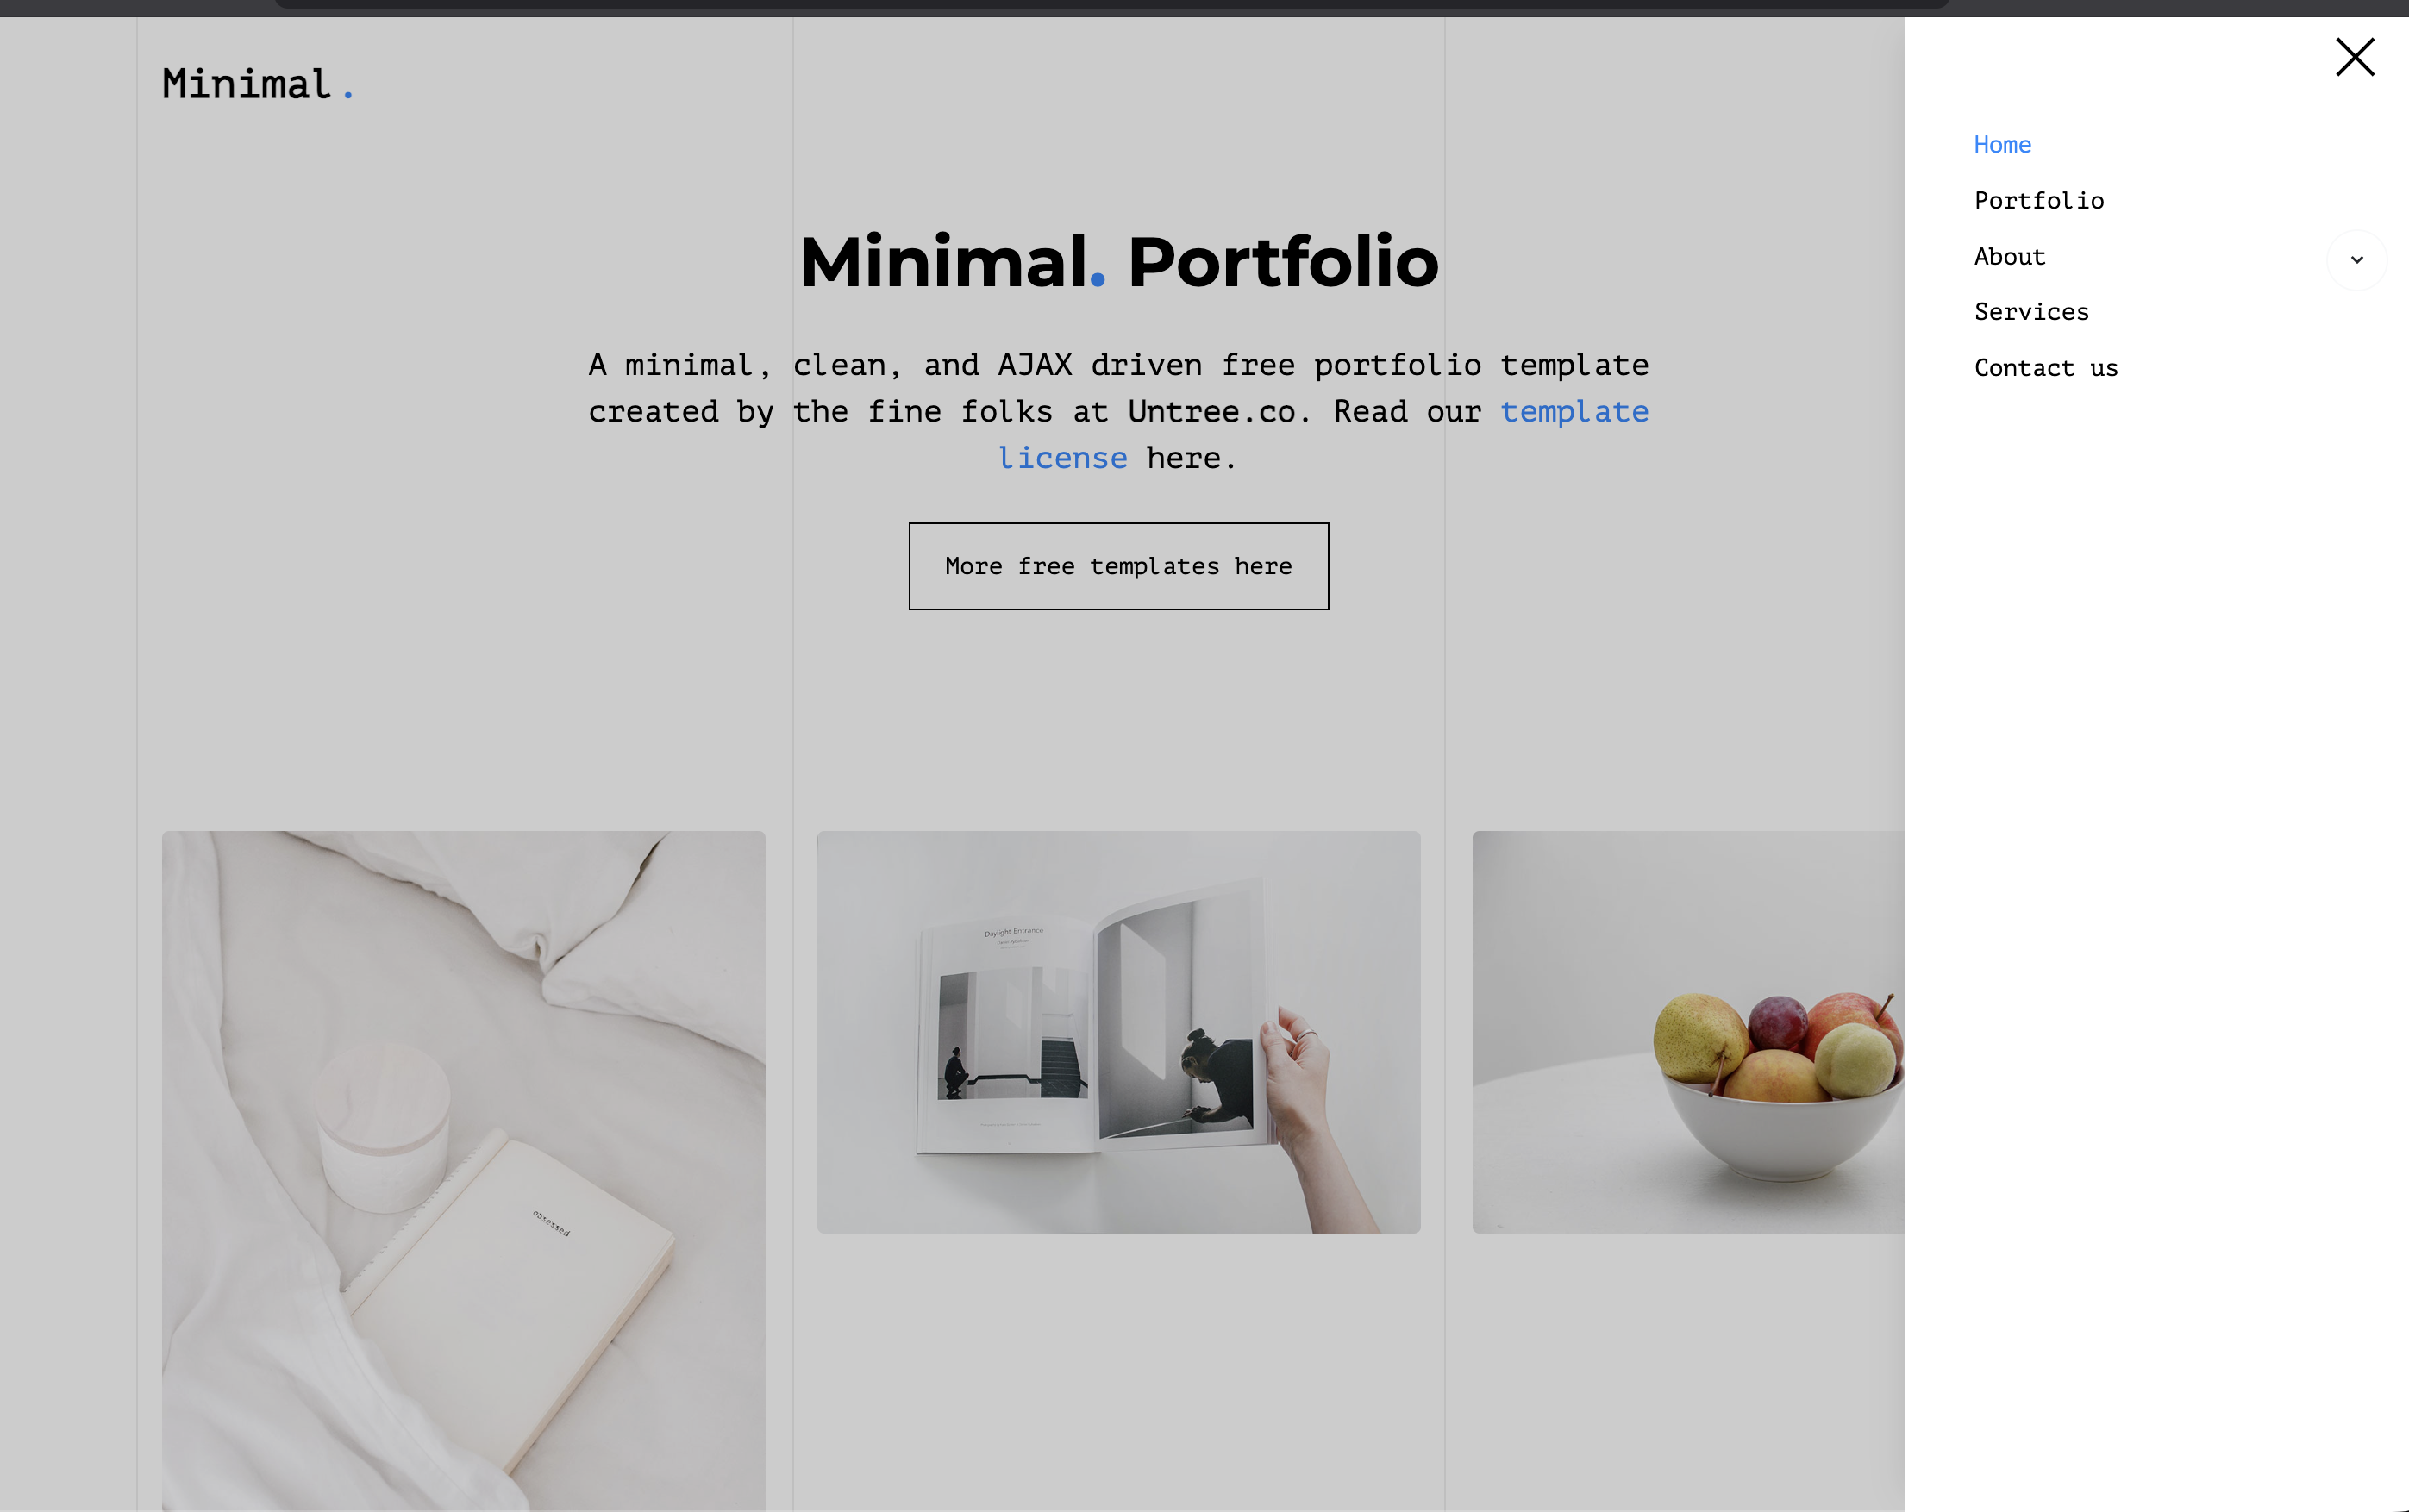 Minimal.
Home
Portfolio
About
Services
Contact us
Minimal. Portfolio
A minimal, clean, and AJAX driven free portfolio template
created by the fine folks at Untree.co. Read our template
license here.
More free templates here
Daylight Entrance
obsessed